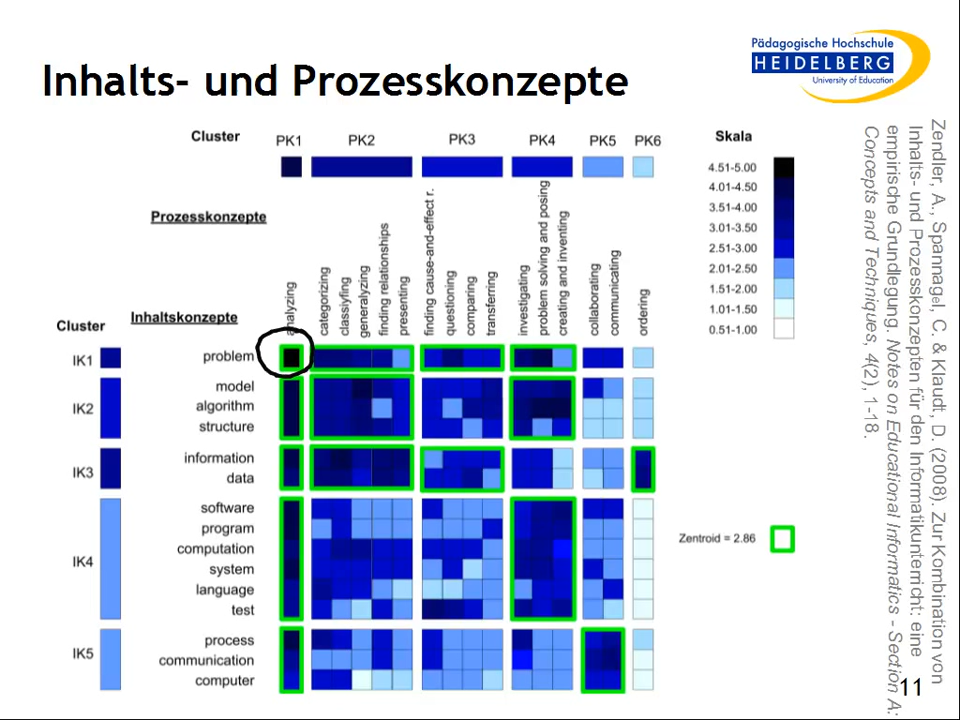 Inhalts- und Prozesskonzepte
Pädagogische Hochschule
HEIDELBERG
University of Education
Cluster
PK1
PK2
PK3
PK4
PK5
PK6
Skala
4.51-5.00
4.01-4.50
3.51-4.00
3.01-3.50
2.51-3.00
2.01-2.50
1.51-2.00
1.01-1.50
0.51-1.00
Prozesskonzepte
analyzing
categorizing
classiyfing
generalyzing
finding relationships
presenting
finding cause-and-effect r.
questioning
comparing
transferring
investigating
problem solving and posing
creating and inventing
collaborating
communicating
ordering
Cluster
Inhaltskonzepte
IK1
problem
IK2
model
algorithm
structure
IK3
information
data
IK4
software
program
computation
system
language
test
IK5
process
communication
computer
Zentroid = 2.86
Zendler, A., Spannagel, C. & Klaudt, D. (2008). Zur Kombination von
Inhalts- und Prozesskonzepten für den Informatikunterricht: eine
empirische Grundlegung. Notes on Educational Informatics - Section A:
Concepts and Techniques, 4(2), 1-18.
11